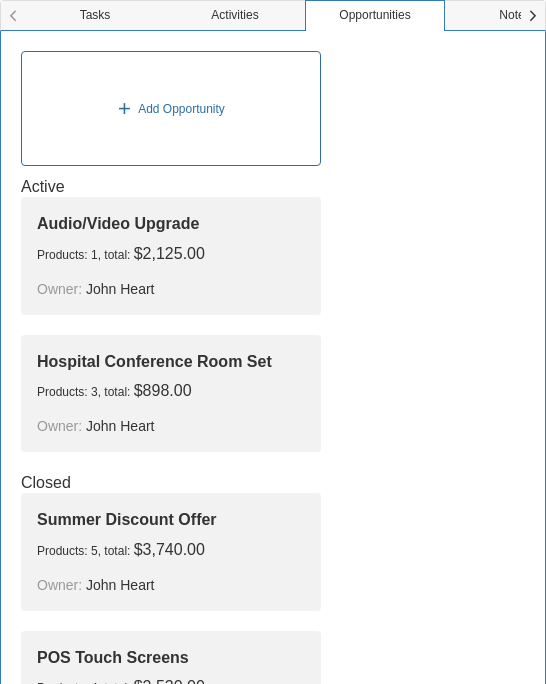 Tasks Activities Opportunities Note
Add Opportunity
Active
Audio/Video Upgrade
Products: 1, total: $2,125.00
Owner: John Heart
Hospital Conference Room Set
Products: 3, total: $898.00
Owner: John Heart
Closed
Summer Discount Offer
Products: 5, total: $3,740.00
Owner: John Heart
POS Touch Screens